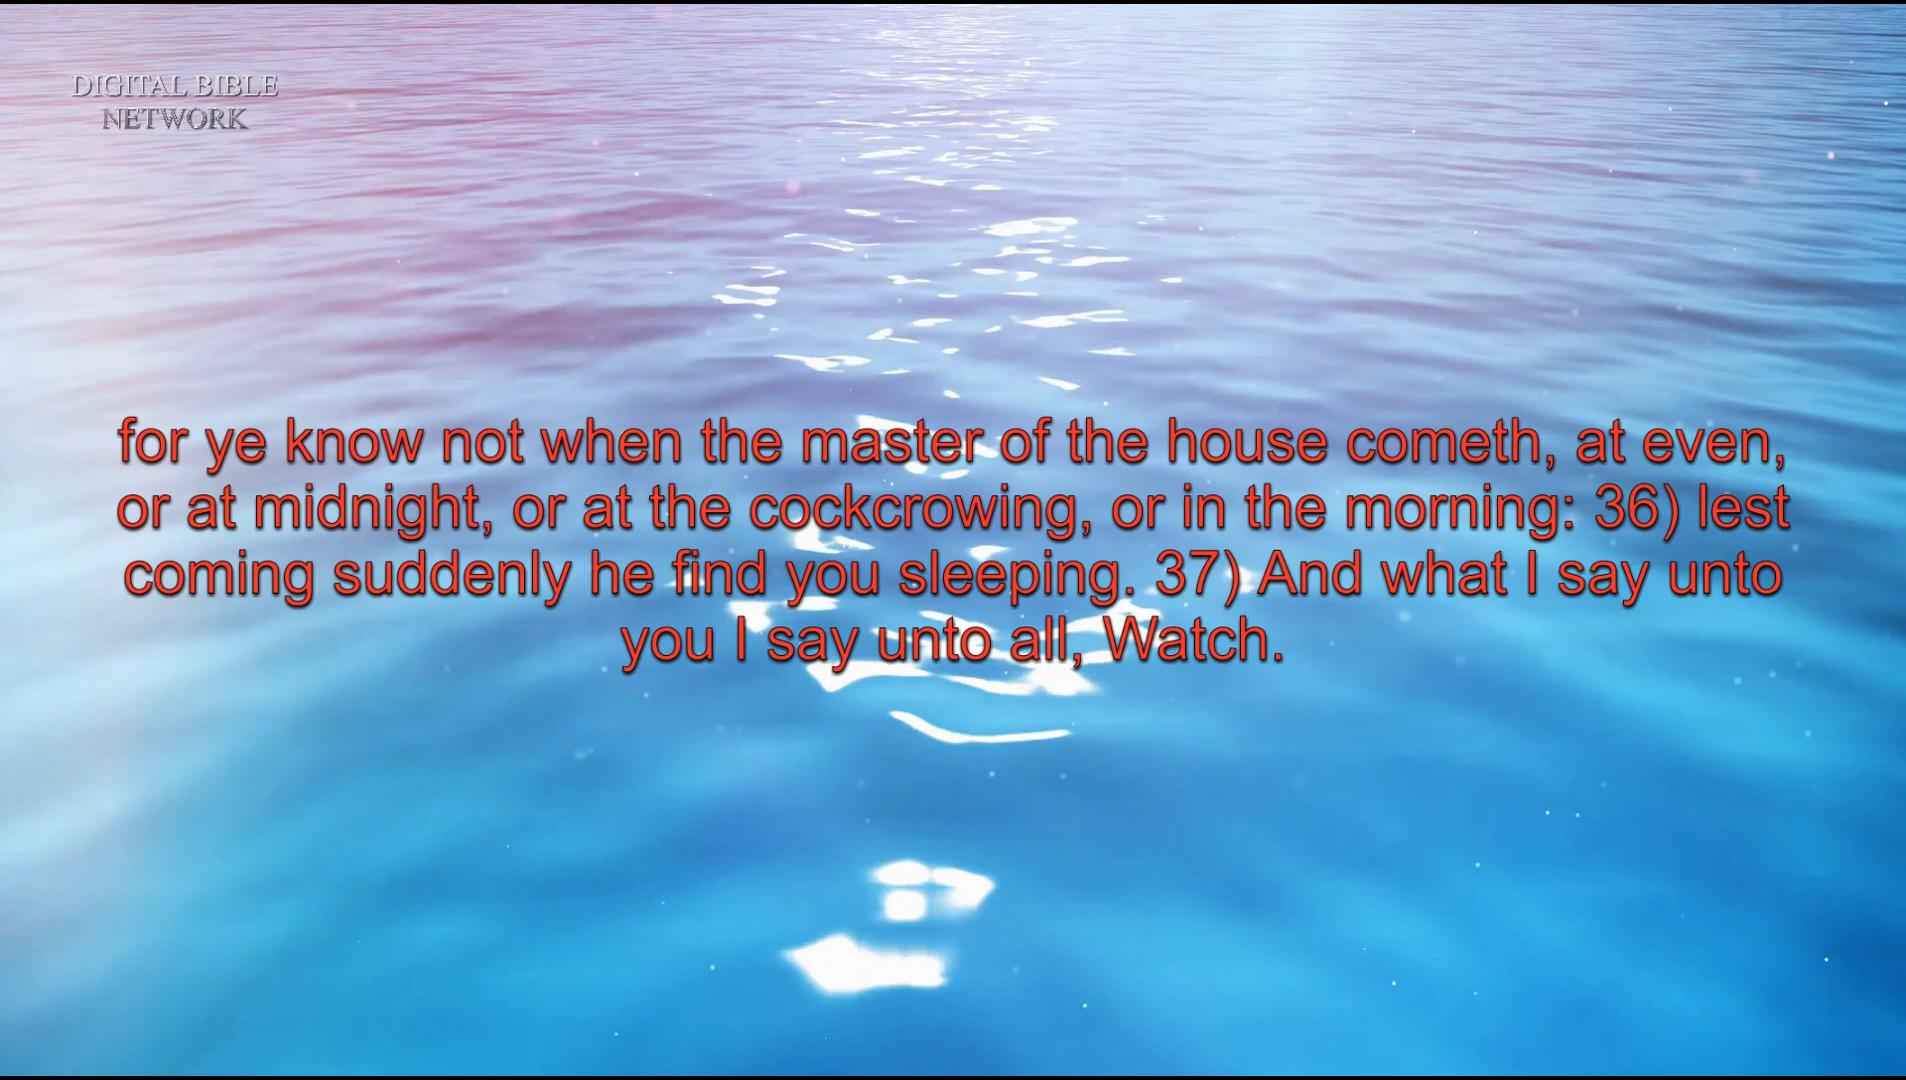 DIGITAL BIBLE
NETWORK
for ye know not when the master of the house cometh, at even,
or at midnight, or at the cockcrowing, or in the morning: 36) lest
coming suddenly he find you sleeping. 37) And what I say unto
you I say unto all, Watch.